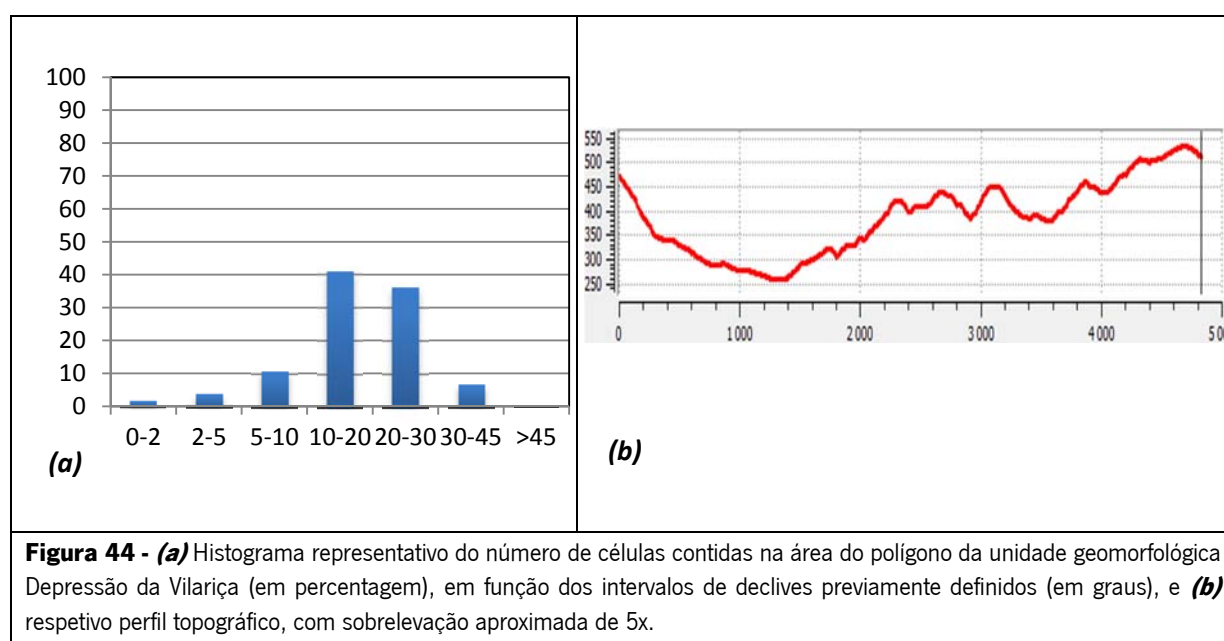 100
90
80
70
60
50
40
30
20
10
0
0-2 2-5 5-10 10-20 20-30 30-45 >45
(a)
550
500
450
400
350
300
250
0 1000 2000 3000 4000 500
(b)
Figura 44 - (a) Histograma representativo do número de células contidas na área do polígono da unidade geomorfológica
Depressão da Vilariça (em percentagem), em função dos intervalos de declives previamente definidos (em graus), e (b)
respetivo perfil topográfico, com sobrelevação aproximada de 5x.